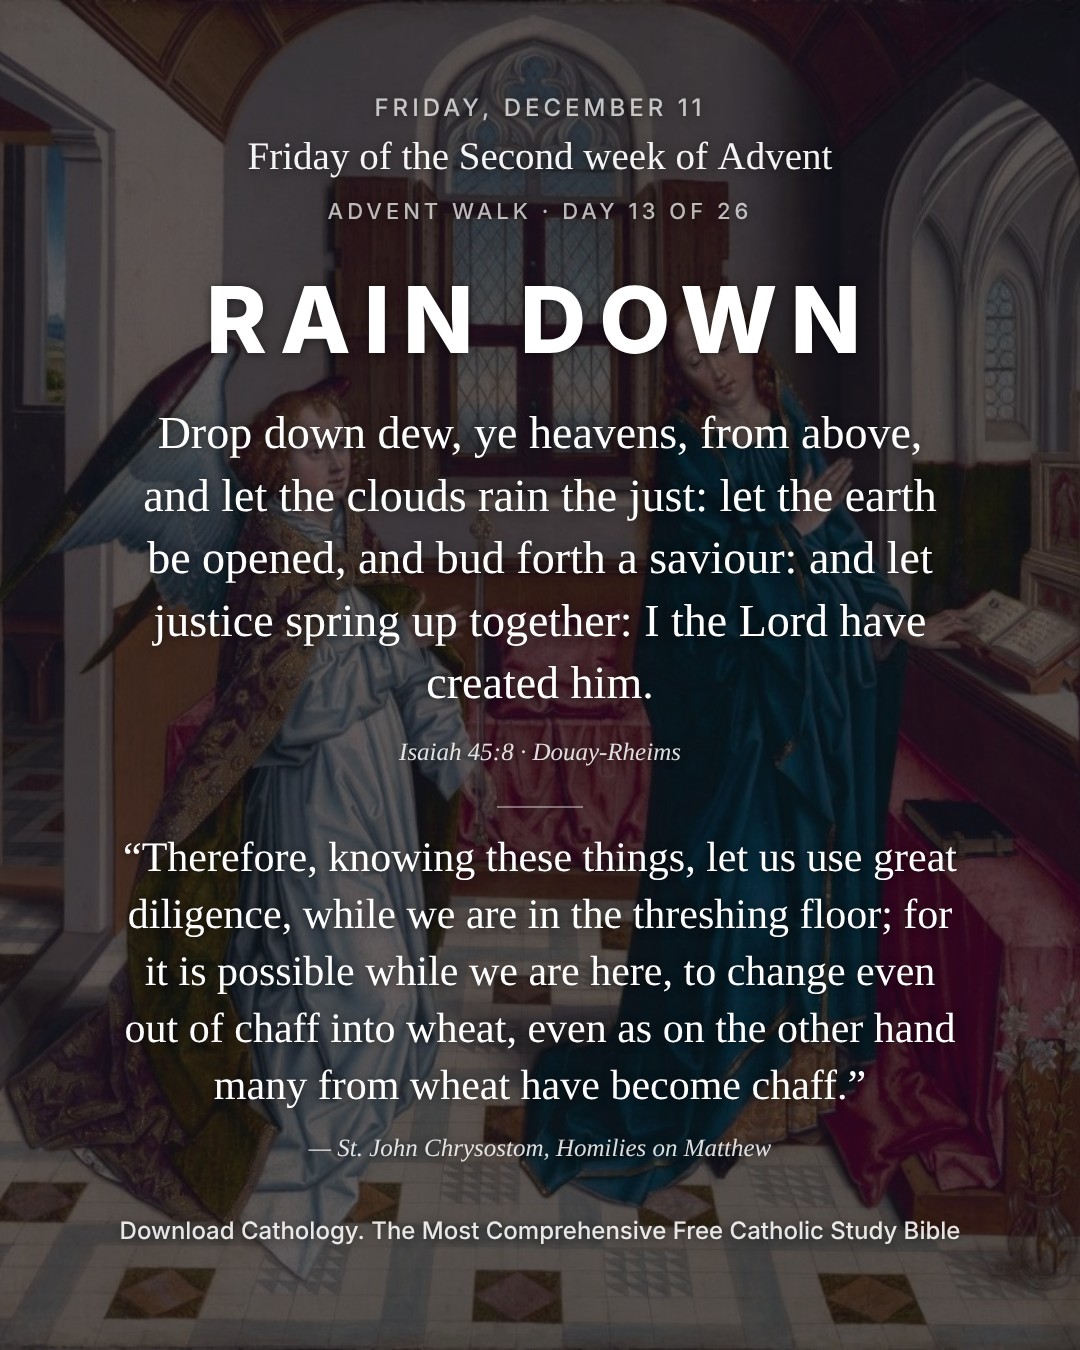 FRIDAY, DECEMBER 11
Friday of the Second week of Advent
ADVENT WALK · DAY 13 OF 26
RAIN DOWN
Drop down dew, ye heavens, from above,
and let the clouds rain the just: let the earth
be opened, and bud forth a saviour: and let
justice spring up together: I the Lord have
created him.
Isaiah 45:8 · Douay-Rheims
“Therefore, knowing these things, let us use great
diligence, while we are in the threshing floor; for
it is possible while we are here, to change even
out of chaff into wheat, even as on the other hand
many from wheat have become chaff.”
— St. John Chrysostom, Homilies on Matthew
Download Cathology. The Most Comprehensive Free Catholic Study Bible